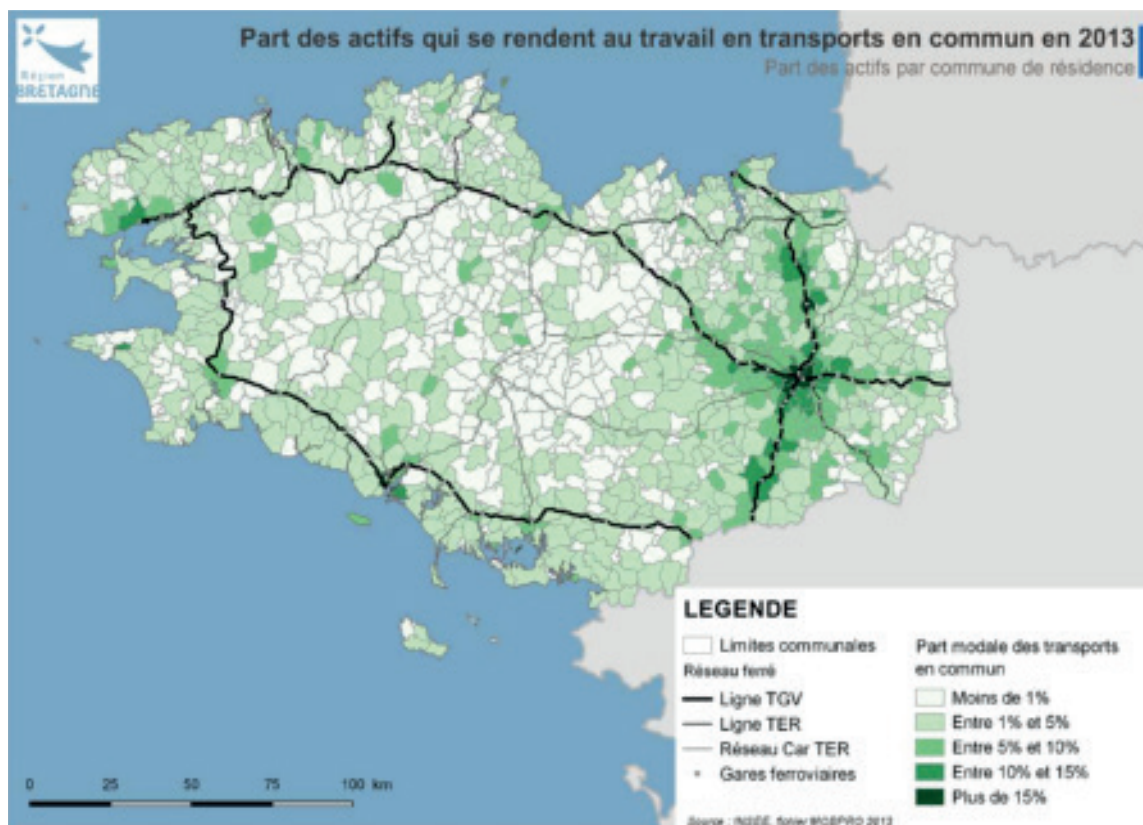 Part des actifs qui se rendent au travail en transports en commun en 2013
Part des actifs par commune de résidence
Région
BRETAGNE
LEGENDE
Limites communales
Réseau ferré
Ligne TGV
Ligne TER
Réseau Car TER
Gares ferroviaires
Part modale des transports
en commun
Moins de 1%
Entre 1% et 5%
Entre 5% et 10%
Entre 10% et 15%
Plus de 15%
0 25 50 75 100 km
Source : INSEE, fichier MOBPRO 2013